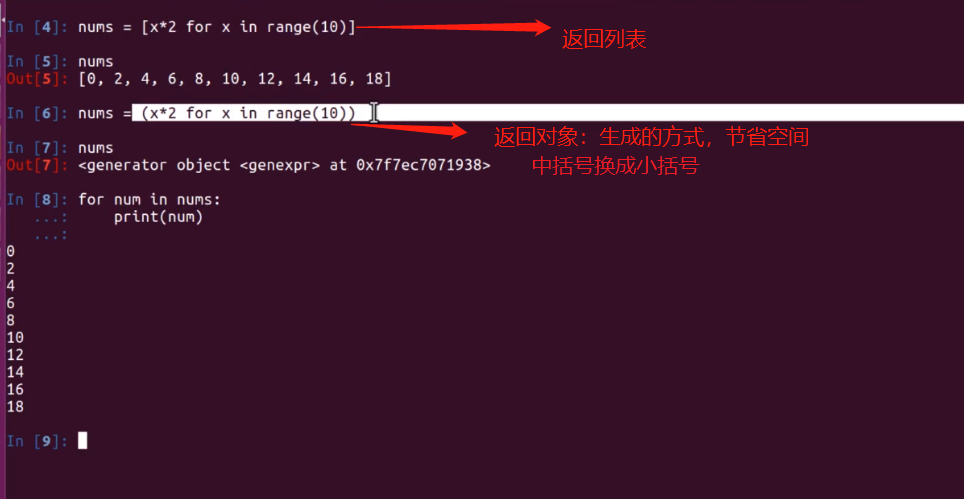 In [4]: nums = [x*2 for x in range(10)]
返回列表
In [5]: nums
Out[5]: [0, 2, 4, 6, 8, 10, 12, 14, 16, 18]
In [6]: nums = (x*2 for x in range(10))
返回对象：生成的方式，节省空间
中括号换成小括号
In [7]: nums
Out[7]: <generator object <genexpr> at 0x7f7ec7071938>
In [8]: for num in nums:
   ...:     print(num)
   ...:
0
2
4
6
8
10
12
14
16
18
In [9]: